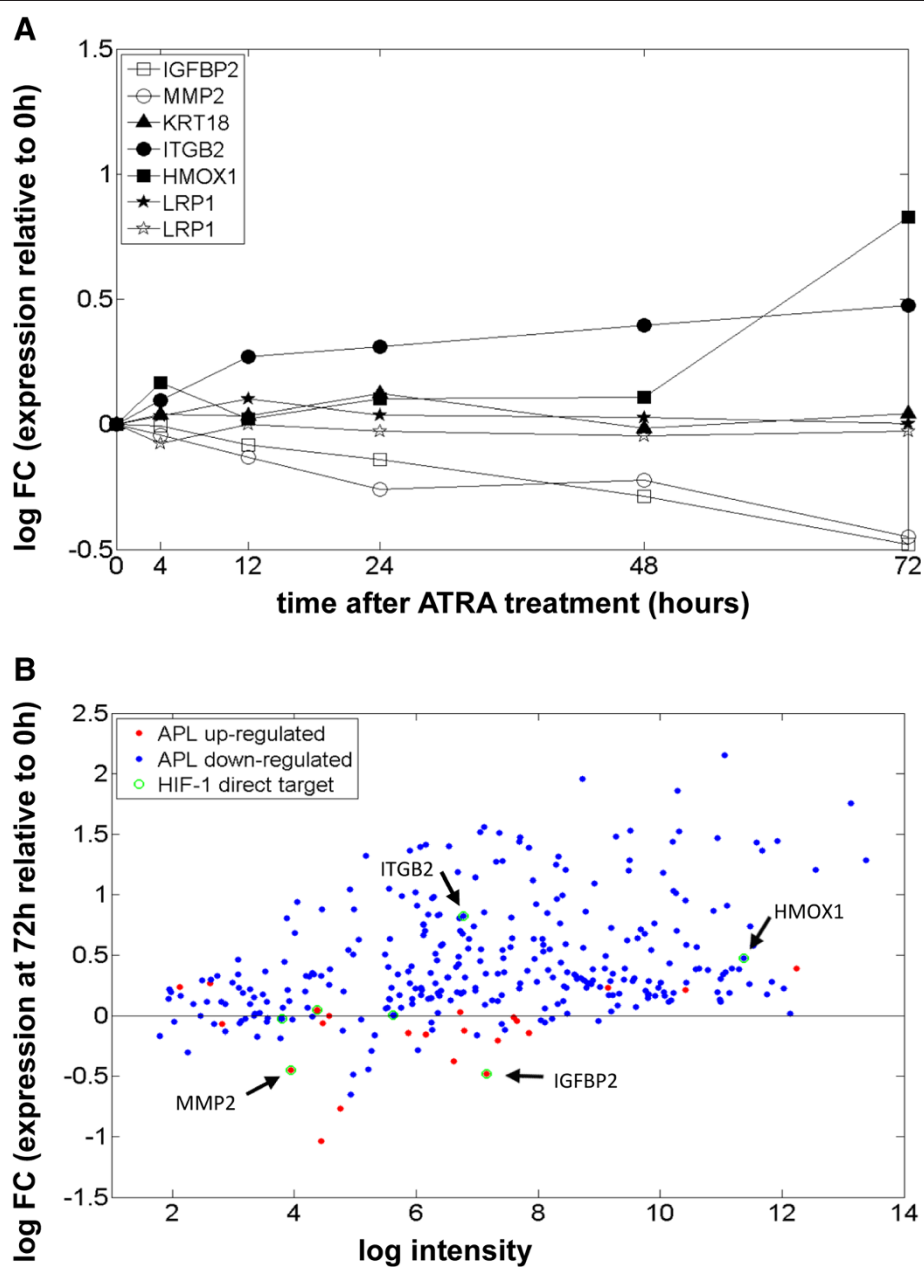 A
log FC (expression relative to 0h)
1.5
1
0.5
0
-0.5
IGFBP2
MMP2
KRT18
ITGB2
HMOX1
LRP1
LRP1
0 4 12 24 48 72
time after ATRA treatment (hours)
B
log FC (expression at 72h relative to 0h)
2.5
2
1.5
1
0.5
0
-0.5
-1
-1.5
APL up-regulated
APL down-regulated
HIF-1 direct target
ITGB2
HMOX1
MMP2
IGFBP2
2 4 6 8 10 12 14
log intensity